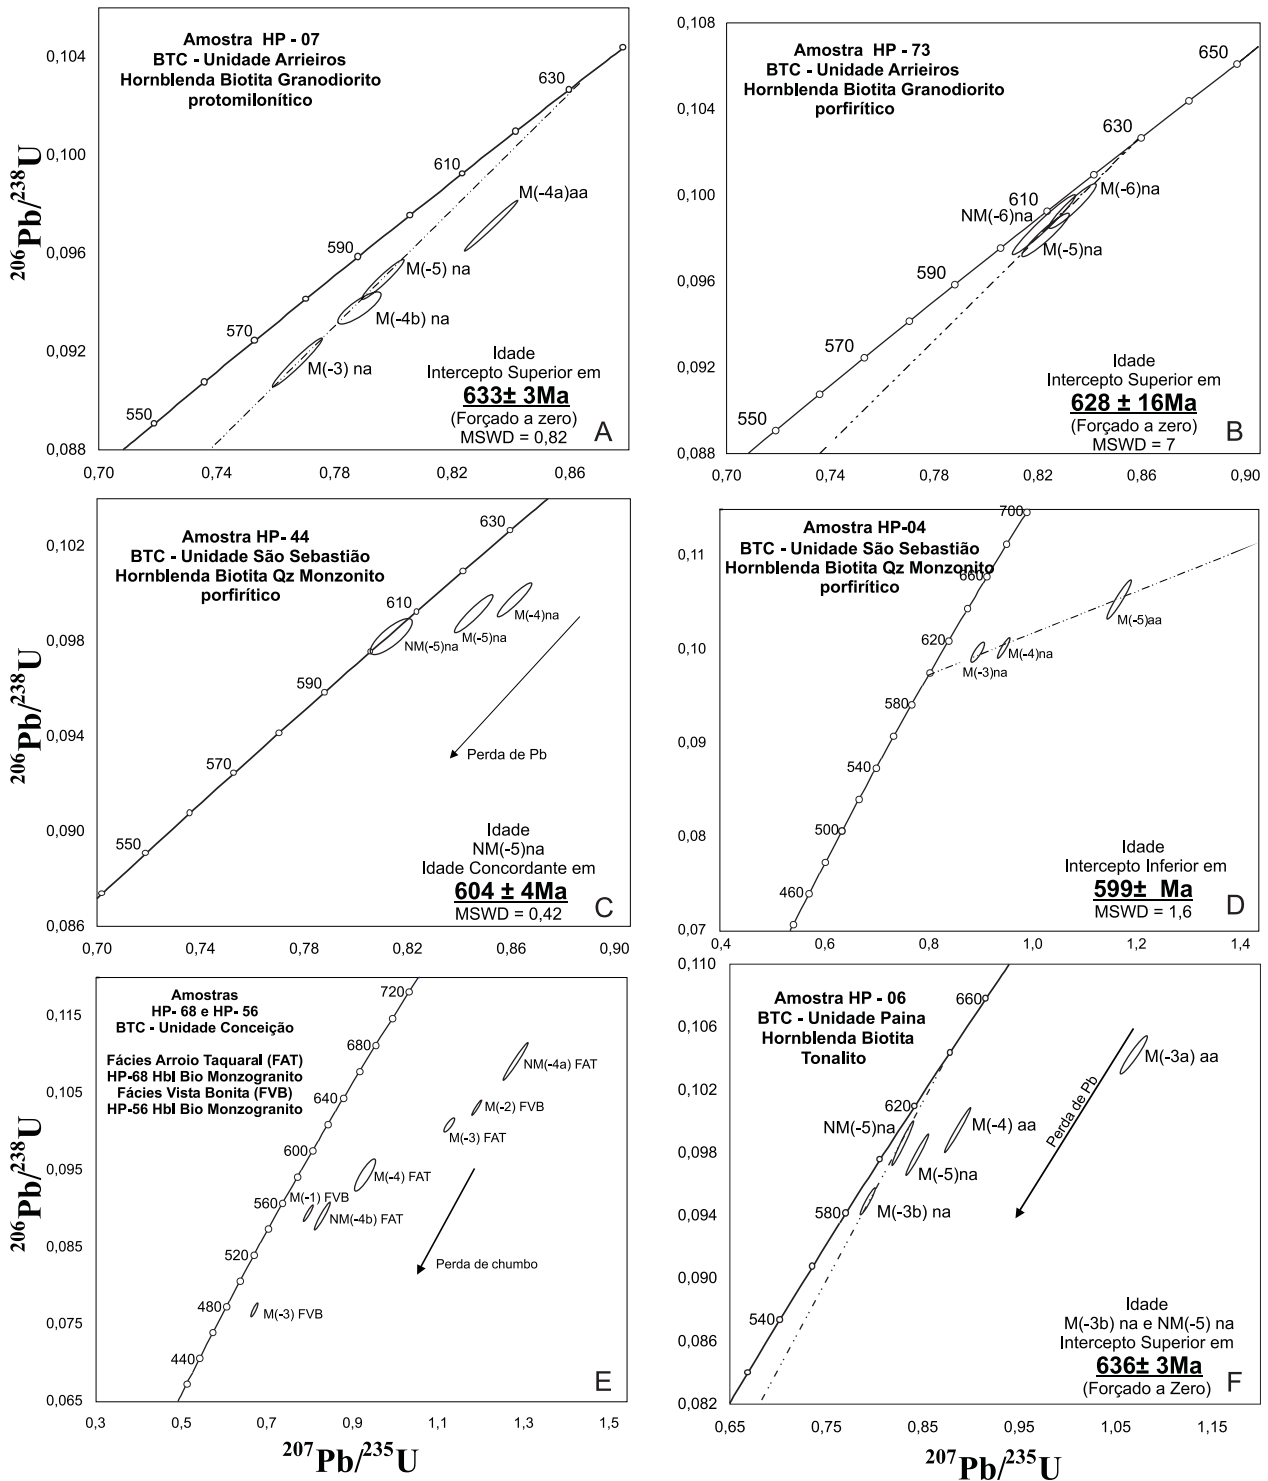 Amostra HP - 07
BTC - Unidade Arrieiros
Hornblenda Biotita Granodiorito
protomilonítico
0,104
0,100
0,096
0,092
0,088
630
610
590
570
550
M(-4a)aa
M(-5) na
M(-4b) na
M(-3) na
Idade
Intercepto Superior em
633± 3Ma
(Forçado a zero)
MSWD = 0,82
A
0,70
0,74
0,78
0,82
0,86
206Pb/238U
Amostra HP - 73
BTC - Unidade Arrieiros
Hornblenda Biotita Granodiorito
porfirítico
0,108
0,104
0,100
0,096
0,092
0,088
650
630
610
590
570
550
M(-6)na
NM(-6)na
M(-5)na
Idade
Intercepto Superior em
628 ± 16Ma
(Forçado a zero)
MSWD = 7
B
0,70
0,74
0,78
0,82
0,86
0,90
Amostra HP- 44
BTC - Unidade São Sebastião
Hornblenda Biotita Qz Monzonito
porfirítico
0,102
0,098
0,094
0,090
0,086
630
610
590
570
550
M(-4)na
M(-5)na
NM(-5)na
Perda de Pb
Idade
NM(-5)na
Idade Concordante em
604 ± 4Ma
MSWD = 0,42
C
0,70
0,74
0,78
0,82
0,86
0,90
206Pb/238U
Amostra HP-04
BTC - Unidade São Sebastião
Hornblenda Biotita Qz Monzonito
porfirítico
0,11
0,10
0,09
0,08
0,07
700
660
620
580
540
500
460
M(-5)aa
M(-4)na
M(-3)na
Idade
Intercepto Inferior em
599± Ma
MSWD = 1,6
D
0,4
0,6
0,8
1,0
1,2
1,4
Amostras
HP- 68 e HP- 56
BTC - Unidade Conceição
Fácies Arroio Taquaral (FAT)
HP-68 Hbl Bio Monzogranito
Fácies Vista Bonita (FVB)
HP-56 Hbl Bio Monzogranito
0,115
0,105
0,095
0,085
0,075
0,065
720
680
640
600
560
520
480
440
NM(-4a) FAT
M(-2) FVB
M(-3) FAT
M(-4) FAT
M(-1) FVB
NM(-4b) FAT
M(-3) FVB
Perda de chumbo
E
0,3
0,5
0,7
0,9
1,1
1,3
1,5
206Pb/238U
207Pb/235U
Amostra HP - 06
BTC - Unidade Paina
Hornblenda Biotita
Tonalito
0,110
0,106
0,102
0,098
0,094
0,090
0,086
0,082
660
620
580
540
M(-3a) aa
Perda de Pb
NM(-5)na
M(-4) aa
M(-5)na
M(-3b) na
Idade
M(-3b) na e NM(-5) na
Intercepto Superior em
636± 3Ma
(Forçado a Zero)
F
0,65
0,75
0,85
0,95
1,05
1,15
207Pb/235U